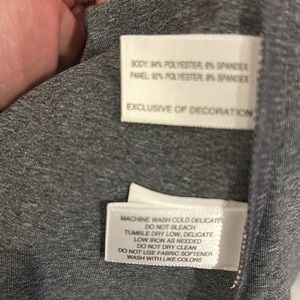 BODY: 94% POLYESTER, 6% SPANDEX
PANEL: 92% POLYESTER, 8% SPANDEX
EXCLUSIVE OF DECORATION
MACHINE WASH COLD DELICATE
DO NOT BLEACH
TUMBLE DRY LOW, DELICATE
LOW IRON AS NEEDED
DO NOT DRY CLEAN
DO NOT USE FABRIC SOFTENER
WASH WITH LIKE COLORS